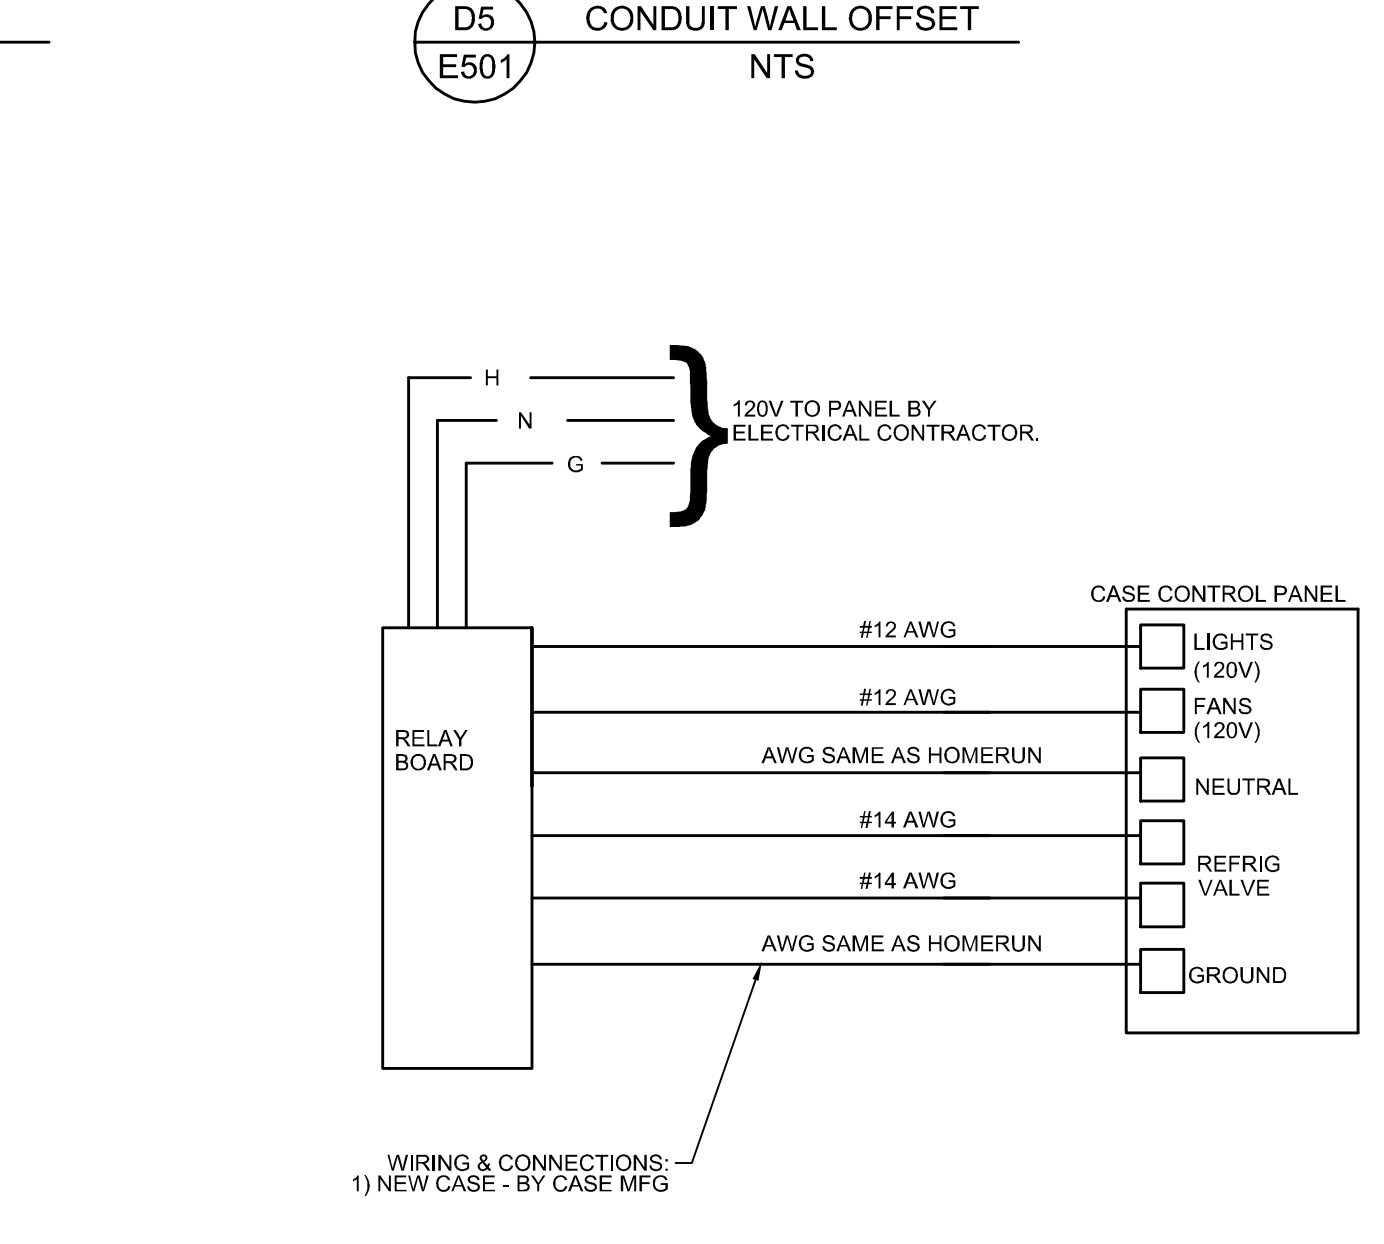 D5
CONDUIT WALL OFFSET
E501
NTS
H
N
G
120V TO PANEL BY
ELECTRICAL CONTRACTOR.
CASE CONTROL PANEL
#12 AWG
LIGHTS
(120V)
#12 AWG
FANS
(120V)
RELAY
BOARD
AWG SAME AS HOMERUN
NEUTRAL
#14 AWG
REFRIG
VALVE
#14 AWG
AWG SAME AS HOMERUN
GROUND
WIRING & CONNECTIONS:
1) NEW CASE - BY CASE MFG